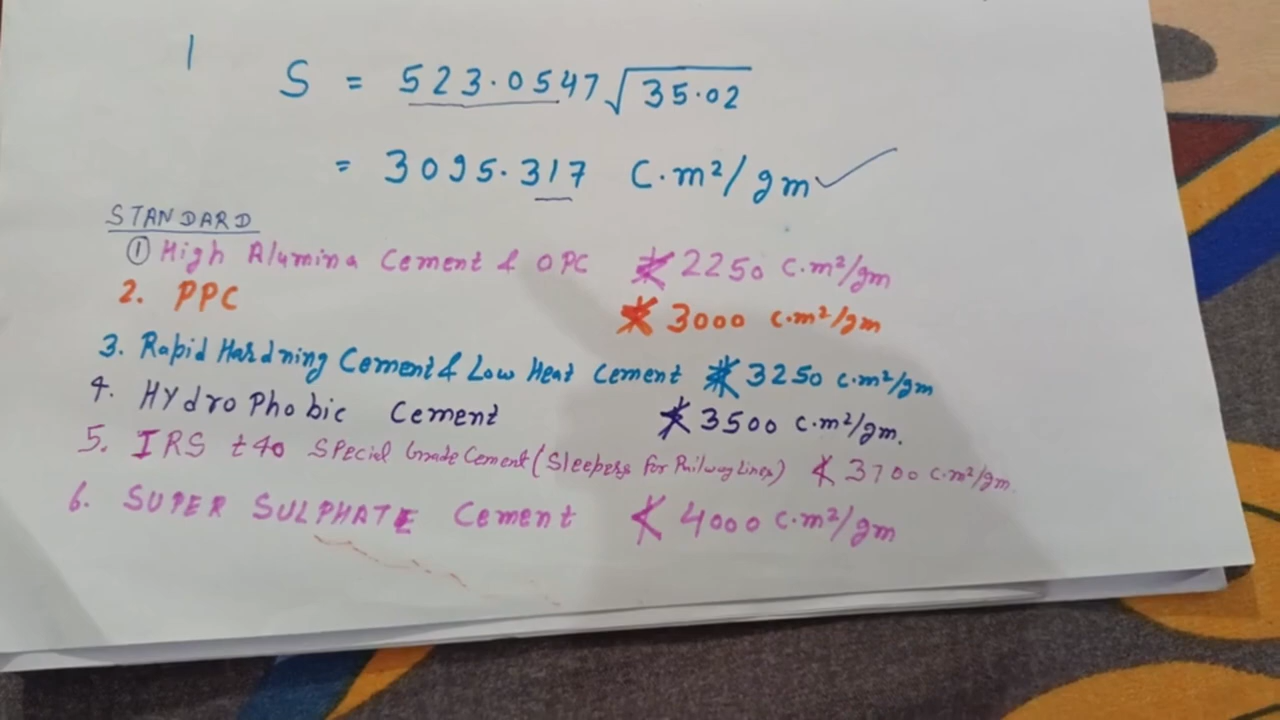 1
S = 523.0547√35.02
= 3095.317 C.m²/gm ✓
STANDARD
① High Alumina Cement & OPC ≮ 2250 c.m²/gm
2. PPC ≮ 3000 c.m²/gm
3. Rapid Hardning Cement & Low Heat Cement ≮ 3250 c.m²/gm
4. HydroPhobic Cement ≮ 3500 c.m²/gm.
5. IRS t40 SPecial Grade Cement (Sleepers for Railway Lines) ≮ 3700 c.m²/gm.
6. SUPER SULPHATE Cement ≮ 4000 c.m²/gm